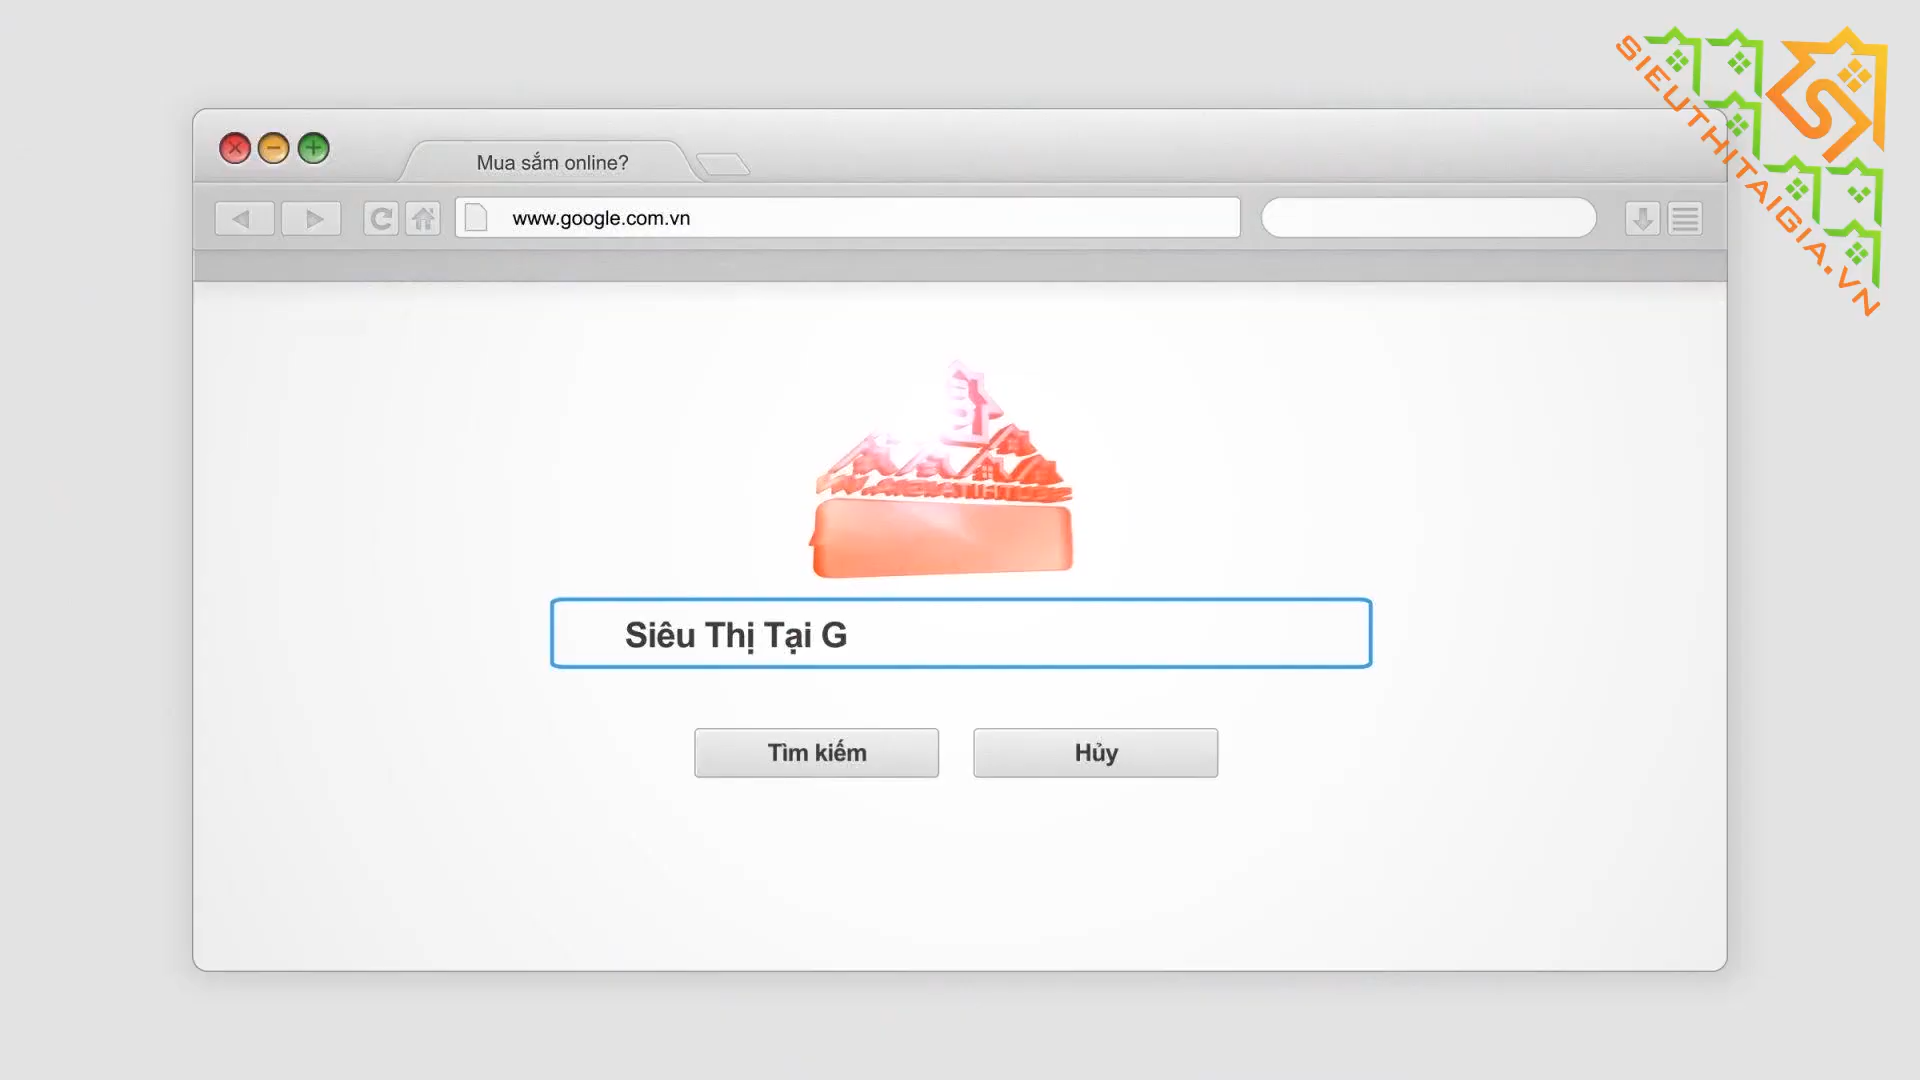 SIEUTHITAIGIA.VN
Mua sắm online?
www.google.com.vn
Siêu Thị Tại G
Tìm kiếm
Hủy